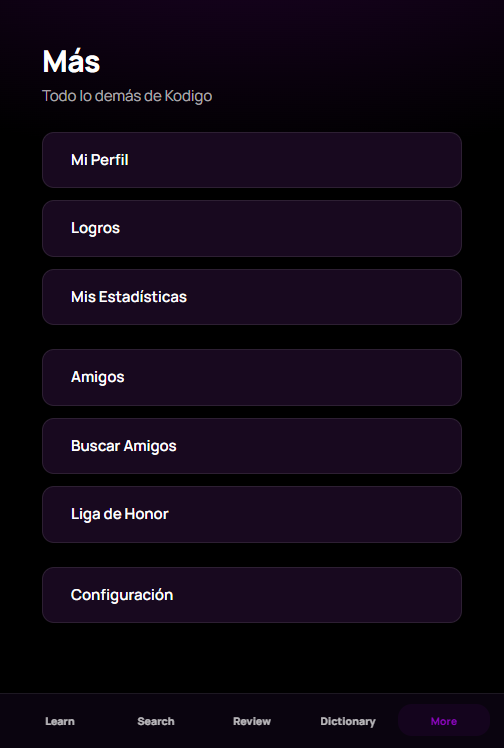 Más
Todo lo demás de Kodigo
Mi Perfil
Logros
Mis Estadísticas
Amigos
Buscar Amigos
Liga de Honor
Configuración
Learn Search Review Dictionary More